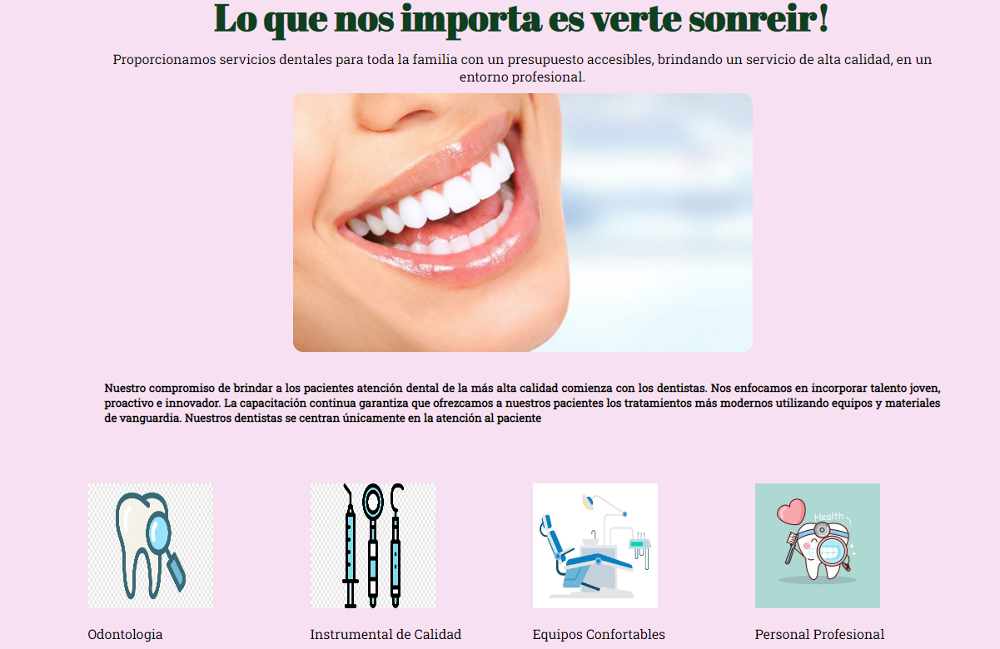 Lo que nos importa es verte sonreir!
Proporcionamos servicios dentales para toda la familia con un presupuesto accesibles, brindando un servicio de alta calidad, en un
entorno profesional.
Nuestro compromiso de brindar a los pacientes atención dental de la más alta calidad comienza con los dentistas. Nos enfocamos en incorporar talento joven,
proactivo e innovador. La capacitación continua garantiza que ofrezcamos a nuestros pacientes los tratamientos más modernos utilizando equipos y materiales
de vanguardia. Nuestros dentistas se centran únicamente en la atención al paciente
Health
Odontologia
Instrumental de Calidad
Equipos Confortables
Personal Profesional